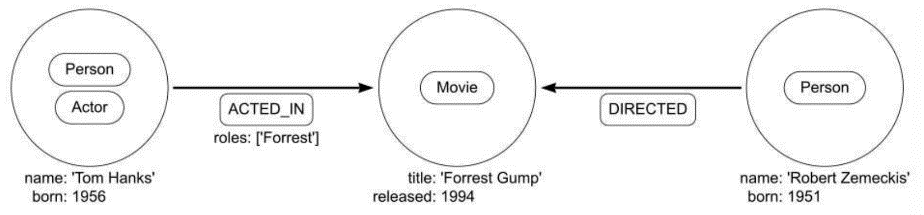 Person
Actor
ACTED_IN
roles: ['Forrest']
name: 'Tom Hanks'
born: 1956
Movie
title: 'Forrest Gump'
released: 1994
DIRECTED
Person
name: 'Robert Zemeckis'
born: 1951